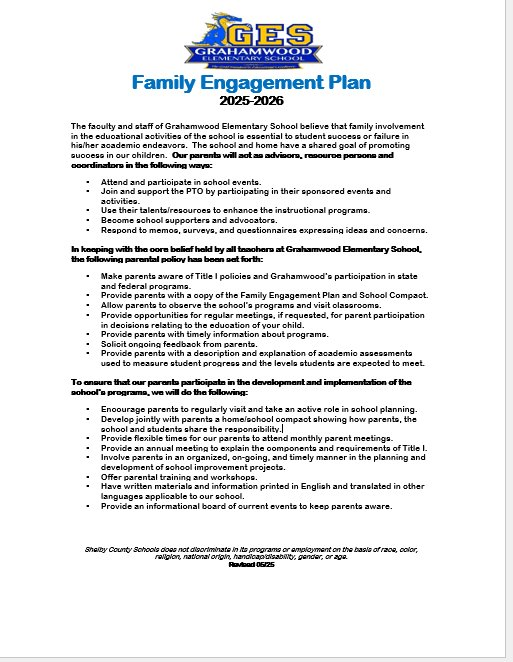 GES
GRAHAMWOOD
ELEMENTARY SCHOOL
Family Engagement Plan
2025-2026
The faculty and staff of Grahamwood Elementary School believe that family involvement
in the educational activities of the school is essential to student success or failure in
his/her academic endeavors.  The school and home have a shared goal of promoting
success in our children.  Our parents will act as advisors, resource persons and
coordinators in the following ways:
• Attend and participate in school events.
• Join and support the PTO by participating in their sponsored events and
activities.
• Use their talents/resources to enhance the instructional programs.
• Become school supporters and advocators.
• Respond to memos, surveys, and questionnaires expressing ideas and concerns.
In keeping with the core belief held by all teachers at Grahamwood Elementary School,
the following parental policy has been set forth:
• Make parents aware of Title I policies and Grahamwood's participation in state
and federal programs.
• Provide parents with a copy of the Family Engagement Plan and School Compact.
• Allow parents to observe the school's programs and visit classrooms.
• Provide opportunities for regular meetings, if requested, for parent participation
in decisions relating to the education of your child.
• Provide parents with timely information about programs.
• Solicit ongoing feedback from parents.
• Provide parents with a description and explanation of academic assessments
used to measure student progress and the levels students are expected to meet.
To ensure that our parents participate in the development and implementation of the
school's programs, we will do the following:
• Encourage parents to regularly visit and take an active role in school planning.
• Develop jointly with parents a home/school compact showing how parents, the
school and students share the responsibility.
• Provide flexible times for our parents to attend monthly parent meetings.
• Provide an annual meeting to explain the components and requirements of Title I.
• Involve parents in an organized, on-going, and timely manner in the planning and
development of school improvement projects.
• Offer parental training and workshops.
• Have written materials and information printed in English and translated in other
languages applicable to our school.
• Provide an informational board of current events to keep parents aware.
Shelby County Schools does not discriminate in its programs or employment on the basis of race, color,
religion, national origin, handicap/disability, gender, or age.
Revised 05/25